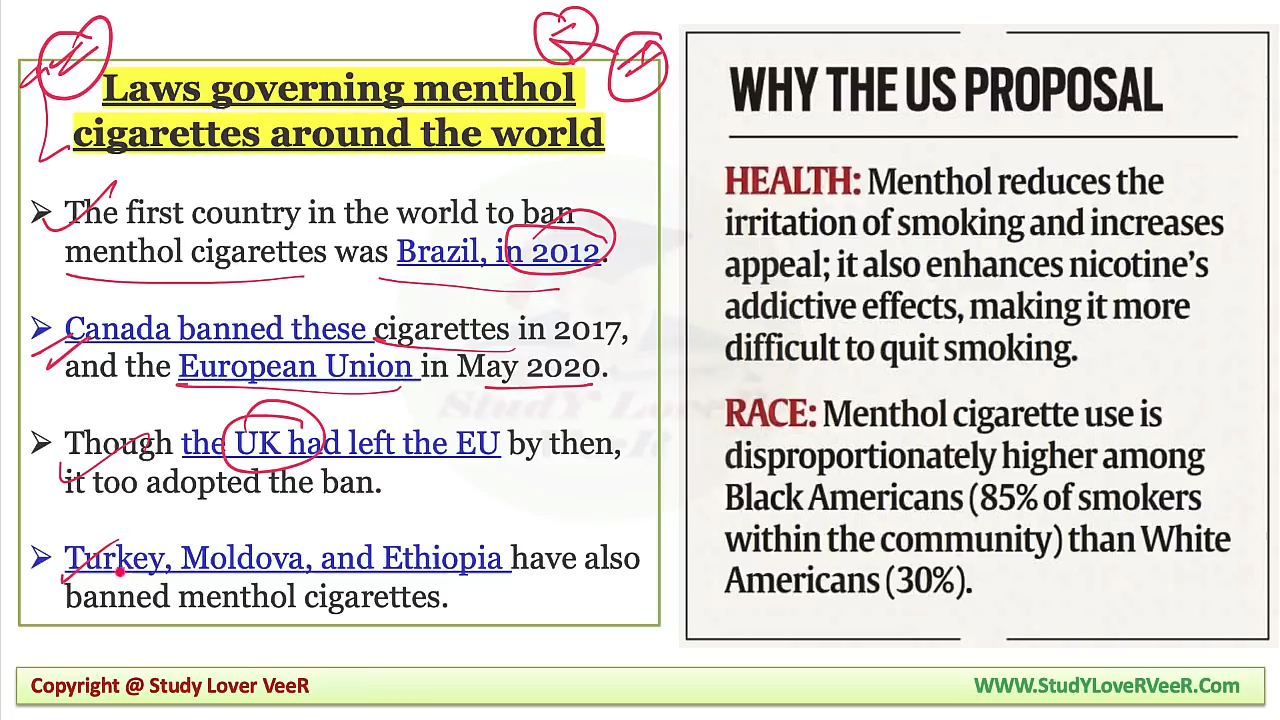 Laws governing menthol
cigarettes around the world
➤ The first country in the world to ban
menthol cigarettes was Brazil, in 2012.
➤ Canada banned these cigarettes in 2017,
and the European Union in May 2020.
➤ Though the UK had left the EU by then,
it too adopted the ban.
➤ Turkey, Moldova, and Ethiopia have also
banned menthol cigarettes.
WHY THE US PROPOSAL
HEALTH: Menthol reduces the
irritation of smoking and increases
appeal; it also enhances nicotine's
addictive effects, making it more
difficult to quit smoking.
RACE: Menthol cigarette use is
disproportionately higher among
Black Americans (85% of smokers
within the community) than White
Americans (30%).
StudY LoveR
VeeR
Copyright @ Study Lover VeeR
WWW.StudYLoveRVeeR.Com